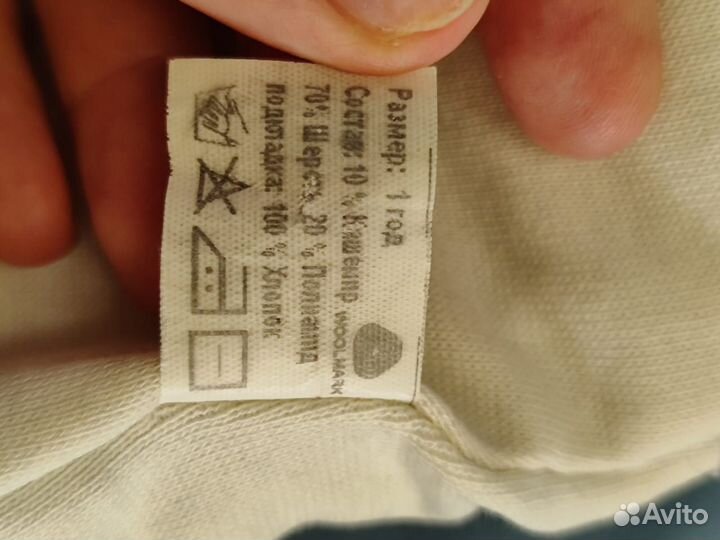 Размер: 1 год
Состав: 10 % Кашемир
70% Шерсть 20 % Полиамид
подкладка: 100 % Хлопок
WOOLMARK
Avito